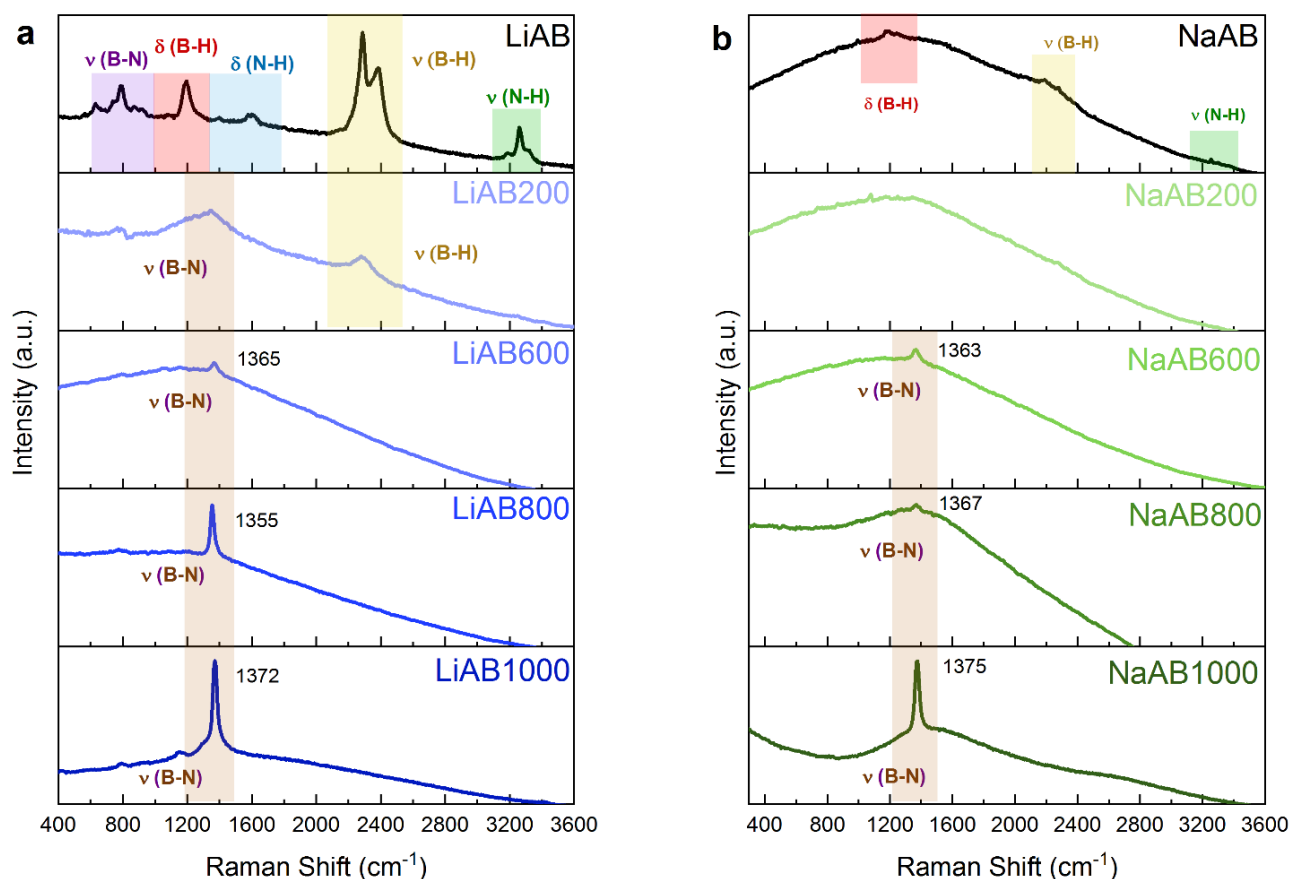 a
LiAB
ν (B-N)
δ (B-H)
δ (N-H)
ν (B-H)
ν (N-H)
LiAB200
ν (B-N)
ν (B-H)
LiAB600
1365
ν (B-N)
LiAB800
1355
ν (B-N)
LiAB1000
1372
ν (B-N)
400 800 1200 1600 2000 2400 2800 3200 3600
Raman Shift (cm⁻¹)
Intensity (a.u.)
b
NaAB
δ (B-H)
ν (B-H)
ν (N-H)
NaAB200
NaAB600
1363
ν (B-N)
NaAB800
1367
ν (B-N)
NaAB1000
1375
ν (B-N)
400 800 1200 1600 2000 2400 2800 3200 3600
Raman Shift (cm⁻¹)
Intensity (a.u.)